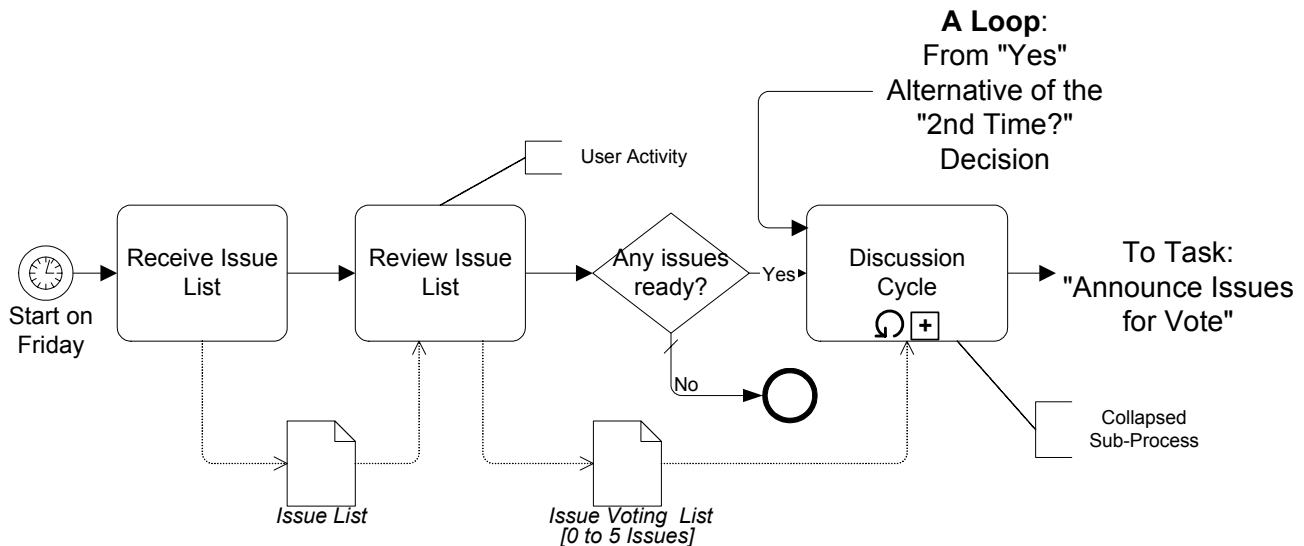 A Loop:
From "Yes"
Alternative of the
"2nd Time?"
Decision
User Activity
Receive Issue
List
Review Issue
List
Any issues
ready?
Yes
Discussion
Cycle
To Task:
"Announce Issues
for Vote"
Start on
Friday
No
Collapsed
Sub-Process
Issue List
Issue Voting List
[0 to 5 Issues]